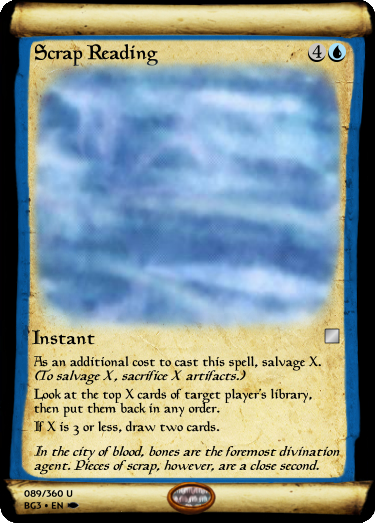 Scrap Reading 4
Instant
As an additional cost to cast this spell, salvage X.
(To salvage X, sacrifice X artifacts.)
Look at the top X cards of target player's library,
then put them back in any order.
If X is 3 or less, draw two cards.
In the city of blood, bones are the foremost divination
agent. Pieces of scrap, however, are a close second.
089/360 U
BG3 • EN